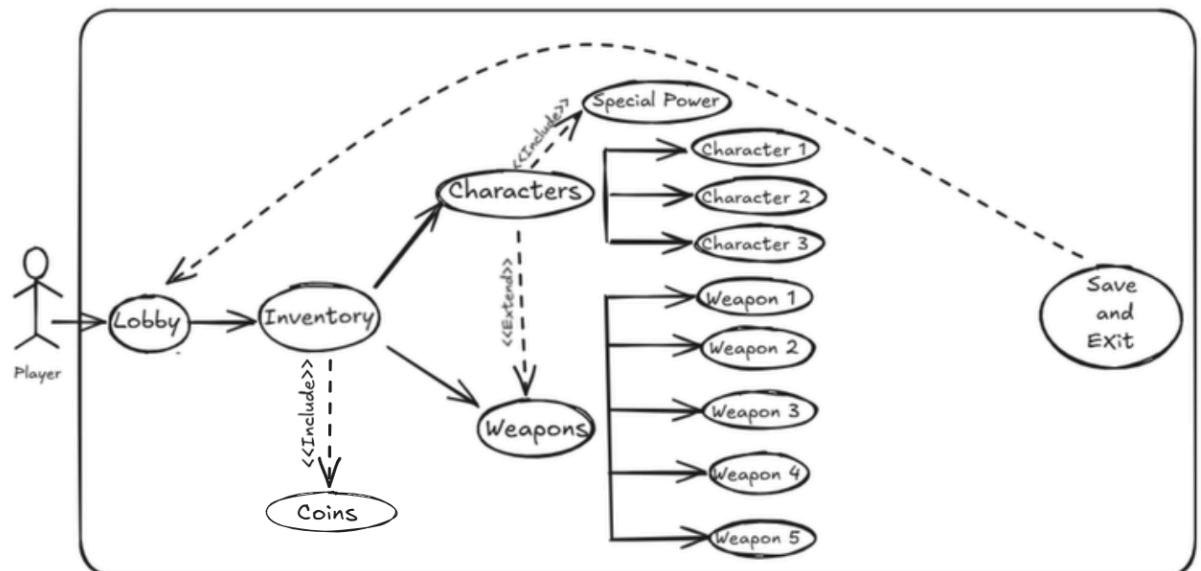 Special Power
<<Include>>
Character 1
Characters
Character 2
Character 3
Player
Lobby
Inventory
<<Extend>>
Weapon 1
Weapon 2
Weapon 3
Weapon 4
Weapon 5
Save
and
Exit
<<Include>>
Weapons
Coins